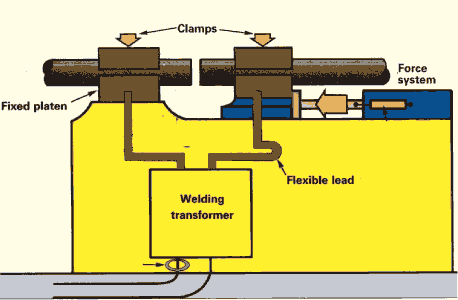 Clamps
Force
system
Fixed platen
Flexible lead
Welding
transformer